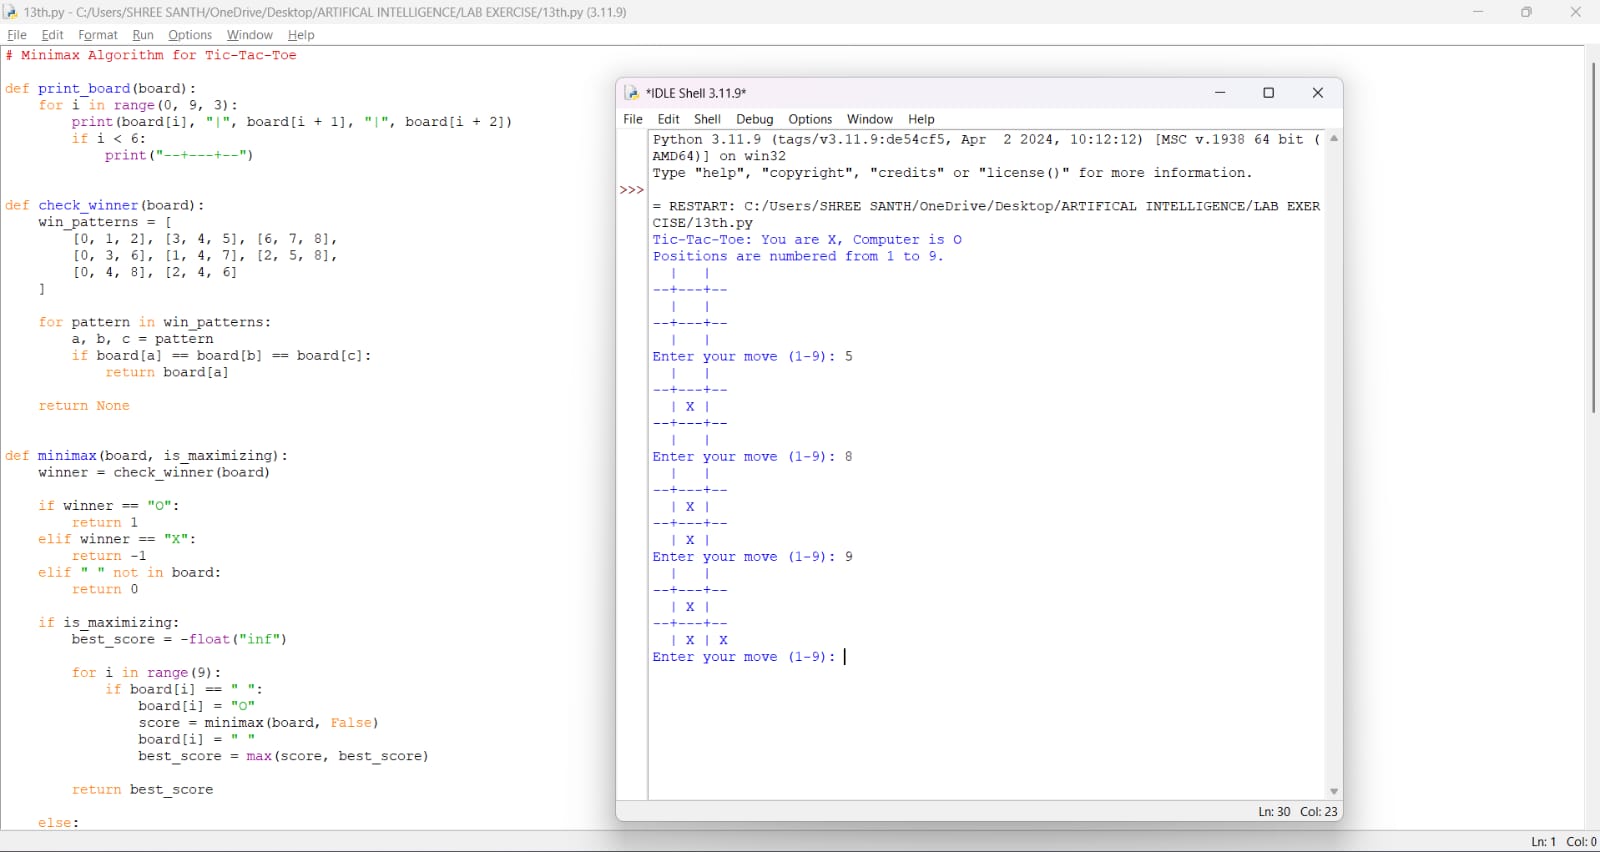 13th.py - C:/Users/SHREE SANTH/OneDrive/Desktop/ARTIFICAL INTELLIGENCE/LAB EXERCISE/13th.py (3.11.9)
File Edit Format Run Options Window Help
# Minimax Algorithm for Tic-Tac-Toe

def print_board(board):
    for i in range(0, 9, 3):
        print(board[i], "|", board[i + 1], "|", board[i + 2])
        if i < 6:
            print("--+---+--")

def check_winner(board):
    win_patterns = [
        [0, 1, 2], [3, 4, 5], [6, 7, 8],
        [0, 3, 6], [1, 4, 7], [2, 5, 8],
        [0, 4, 8], [2, 4, 6]
    ]

    for pattern in win_patterns:
        a, b, c = pattern
        if board[a] == board[b] == board[c]:
            return board[a]

    return None

def minimax(board, is_maximizing):
    winner = check_winner(board)

    if winner == "O":
        return 1
    elif winner == "X":
        return -1
    elif " " not in board:
        return 0

    if is_maximizing:
        best_score = -float("inf")

        for i in range(9):
            if board[i] == " ":
                board[i] = "O"
                score = minimax(board, False)
                board[i] = " "
                best_score = max(score, best_score)

        return best_score

    else:
*IDLE Shell 3.11.9*
File Edit Shell Debug Options Window Help
Python 3.11.9 (tags/v3.11.9:de54cf5, Apr  2 2024, 10:12:12) [MSC v.1938 64 bit (
AMD64)] on win32
Type "help", "copyright", "credits" or "license()" for more information.
>>>
= RESTART: C:/Users/SHREE SANTH/OneDrive/Desktop/ARTIFICAL INTELLIGENCE/LAB EXER
CISE/13th.py
Tic-Tac-Toe: You are X, Computer is O
Positions are numbered from 1 to 9.
  |   |
--+---+--
  |   |
--+---+--
  |   |
Enter your move (1-9): 5
  |   |
--+---+--
  | X |
--+---+--
  |   |
Enter your move (1-9): 8
  |   |
--+---+--
  | X |
--+---+--
  | X |
Enter your move (1-9): 9
  |   |
--+---+--
  | X |
--+---+--
  | X | X
Enter your move (1-9):
Ln: 30 Col: 23
Ln: 1 Col: 0